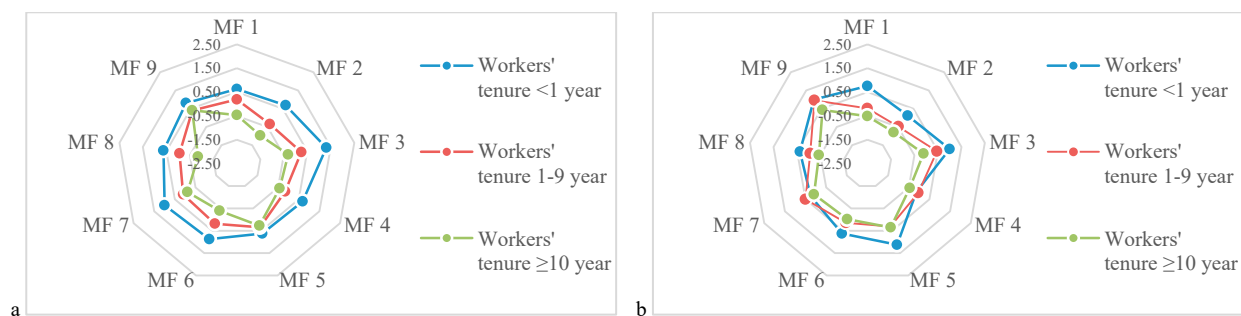 MF 1
2.50
1.50
0.50
-0.50
-1.50
-2.50
MF 2
MF 3
MF 4
MF 5
MF 6
MF 7
MF 8
MF 9
Workers'
tenure <1 year
Workers'
tenure 1-9 year
Workers'
tenure ≥10 year
a
MF 1
2.50
1.50
0.50
-0.50
-1.50
-2.50
MF 2
MF 3
MF 4
MF 5
MF 6
MF 7
MF 8
MF 9
Workers'
tenure <1 year
Workers'
tenure 1-9 year
Workers'
tenure ≥10 year
b